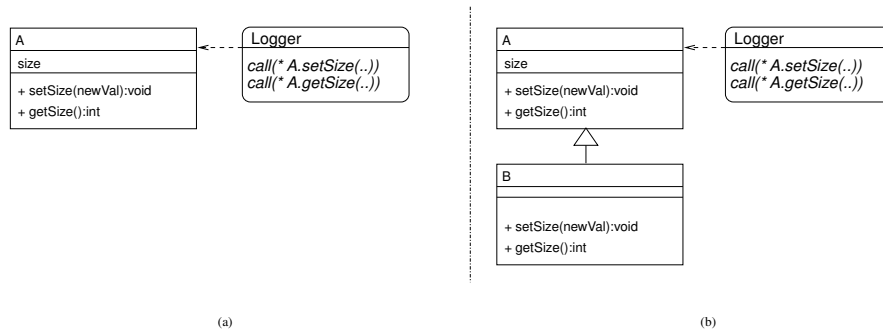 A
size
+ setSize(newVal):void
+ getSize():int
Logger
call(* A.setSize(..))
call(* A.getSize(..))
(a)
A
size
+ setSize(newVal):void
+ getSize():int
Logger
call(* A.setSize(..))
call(* A.getSize(..))
B
+ setSize(newVal):void
+ getSize():int
(b)